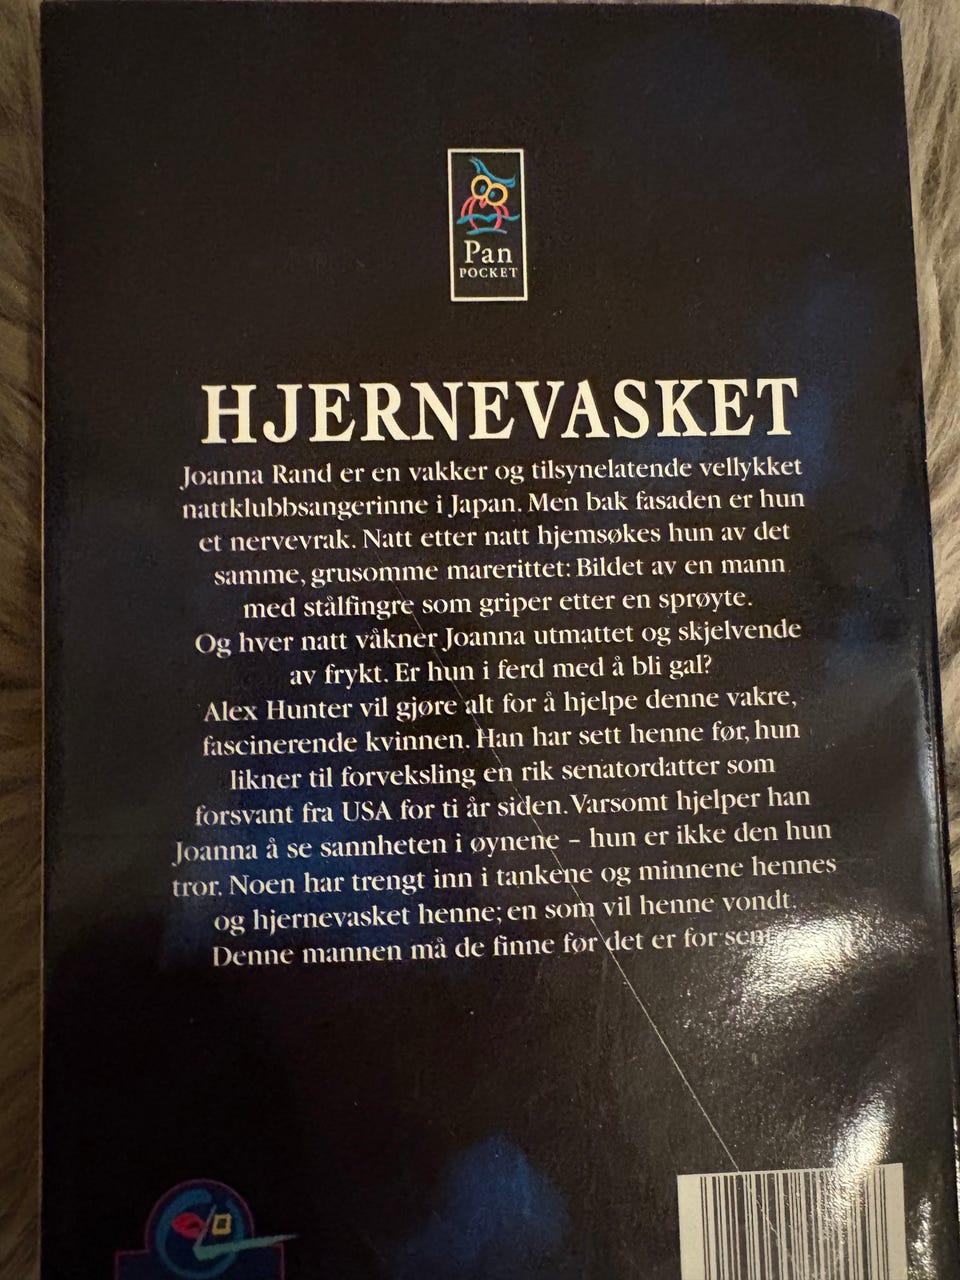 Pan
POCKET
HJERNEVASKET
Joanna Rand er en vakker og tilsynelatende vellykket
nattklubbsangerinne i Japan. Men bak fasaden er hun
et nervevrak. Natt etter natt hjemsøkes hun av det
samme, grusomme marerittet: Bildet av en mann
med stålfingre som griper etter en sprøyte.
Og hver natt våkner Joanna utmattet og skjelvende
av frykt. Er hun i ferd med å bli gal?
Alex Hunter vil gjøre alt for å hjelpe denne vakre,
fascinerende kvinnen. Han har sett henne før, hun
likner til forveksling en rik senatordatter som
forsvant fra USA for ti år siden. Varsomt hjelper han
Joanna å se sannheten i øynene – hun er ikke den hun
tror. Noen har trengt inn i tankene og minnene hennes
og hjernevasket henne; en som vil henne vondt.
Denne mannen må de finne før det er for sent